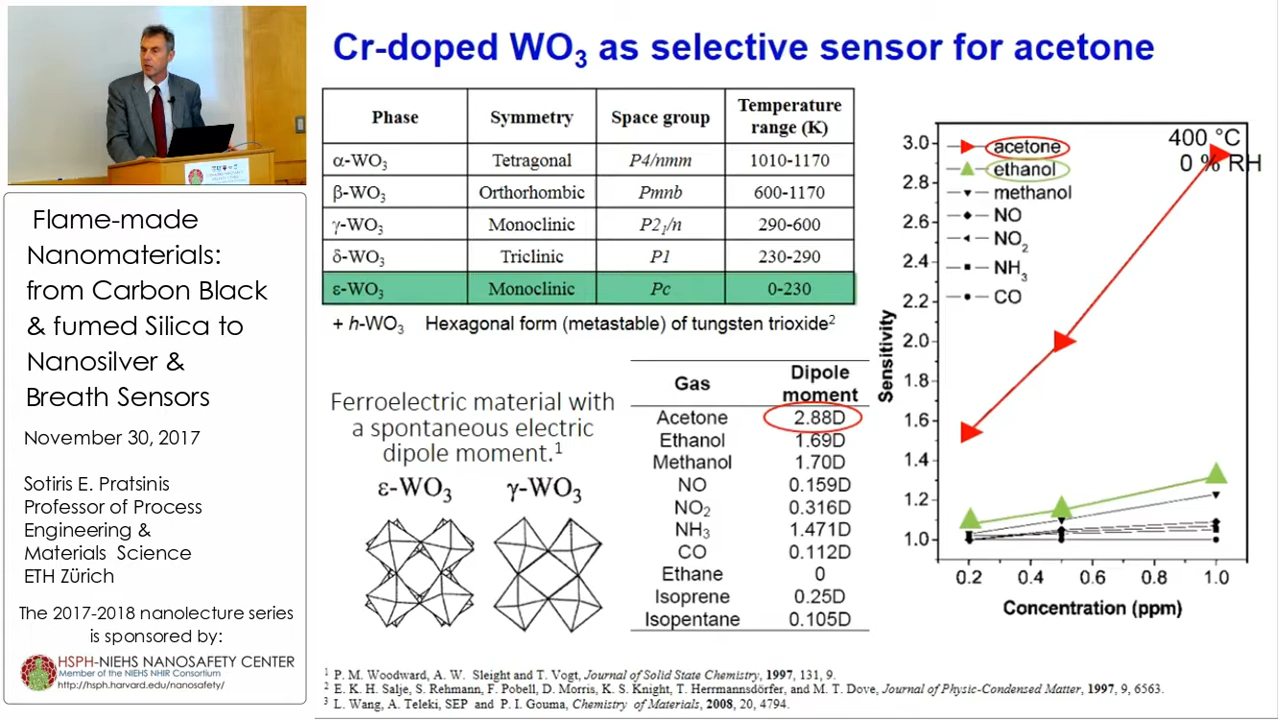 Cr-doped WO3 as selective sensor for acetone
Phase Symmetry Space group Temperature range (K)
α-WO3 Tetragonal P4/nmm 1010-1170
β-WO3 Orthorhombic Pmnb 600-1170
γ-WO3 Monoclinic P21/n 290-600
δ-WO3 Triclinic P1 230-290
ε-WO3 Monoclinic Pc 0-230
+ h-WO3 Hexagonal form (metastable) of tungsten trioxide2
Ferroelectric material with
a spontaneous electric
dipole moment.1
ε-WO3 γ-WO3
Gas Dipole moment
Acetone 2.88D
Ethanol 1.69D
Methanol 1.70D
NO 0.159D
NO2 0.316D
NH3 1.471D
CO 0.112D
Ethane 0
Isoprene 0.25D
Isopentane 0.105D
400 °C
0 % RH
acetone
ethanol
methanol
NO
NO2
NH3
CO
Sensitivity
3.0
2.8
2.6
2.4
2.2
2.0
1.8
1.6
1.4
1.2
1.0
0.2 0.4 0.6 0.8 1.0
Concentration (ppm)
1 P. M. Woodward, A. W. Sleight and T. Vogt, Journal of Solid State Chemistry, 1997, 131, 9.
2 E. K. H. Salje, S. Rehmann, F. Pobell, D. Morris, K. S. Knight, T. Herrmannsdörfer, and M. T. Dove, Journal of Physic-Condensed Matter, 1997, 9, 6563.
3 L. Wang, A. Teleki, SEP and P. I. Gouma, Chemistry of Materials, 2008, 20, 4794.
Flame-made
Nanomaterials:
from Carbon Black
& fumed Silica to
Nanosilver &
Breath Sensors
November 30, 2017
Sotiris E. Pratsinis
Professor of Process
Engineering &
Materials Science
ETH Zürich
The 2017-2018 nanolecture series
is sponsored by:
HSPH-NIEHS NANOSAFETY CENTER
Member of the NIEHS NHIR Consortium
http://hsph.harvard.edu/nanosafety/